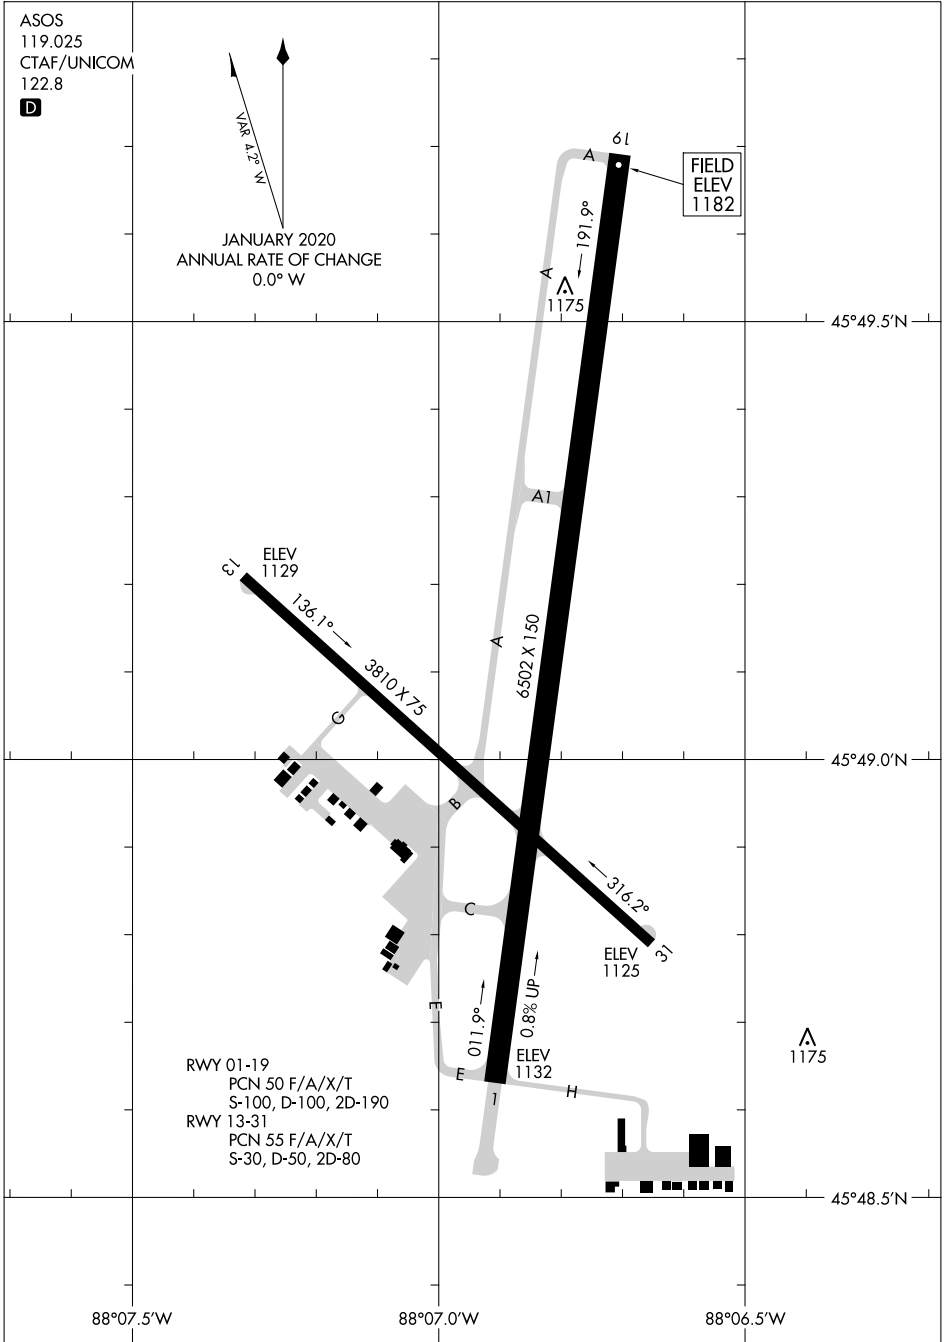 ASOS
119.025
CTAF/UNICOM
122.8
D
VAR 4.2° W
JANUARY 2020
ANNUAL RATE OF CHANGE
0.0° W
19
A
FIELD
ELEV
1182
191.9°
A
1175
45°49.5'N
A1
ELEV
1129
13
136.1°
3810 X 75
A
6502 X 150
G
45°49.0'N
B
C
316.2°
31
ELEV
1125
E
011.9°
0.8% UP
1175
ELEV
1132
E
H
1
RWY 01-19
PCN 50 F/A/X/T
S-100, D-100, 2D-190
RWY 13-31
PCN 55 F/A/X/T
S-30, D-50, 2D-80
45°48.5'N
88°07.5'W
88°07.0'W
88°06.5'W